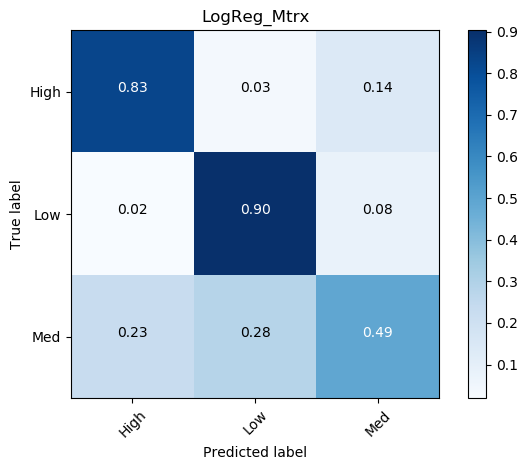 LogReg_Mtrx
True label
High
0.83 0.03 0.14
Low
0.02 0.90 0.08
Med
0.23 0.28 0.49
High Low Med
Predicted label
0.9
0.8
0.7
0.6
0.5
0.4
0.3
0.2
0.1